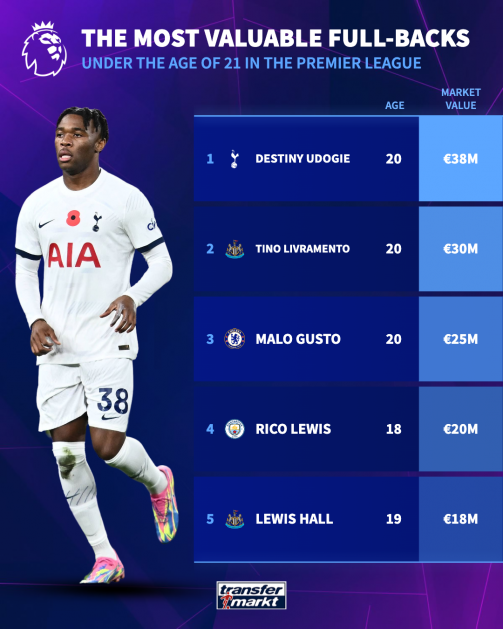 THE MOST VALUABLE FULL-BACKS
UNDER THE AGE OF 21 IN THE PREMIER LEAGUE
AGE
MARKET
VALUE
1 DESTINY UDOGIE 20 €38M
2 TINO LIVRAMENTO 20 €30M
3 MALO GUSTO 20 €25M
4 RICO LEWIS 18 €20M
5 LEWIS HALL 19 €18M
AIA
38
transfer
markt